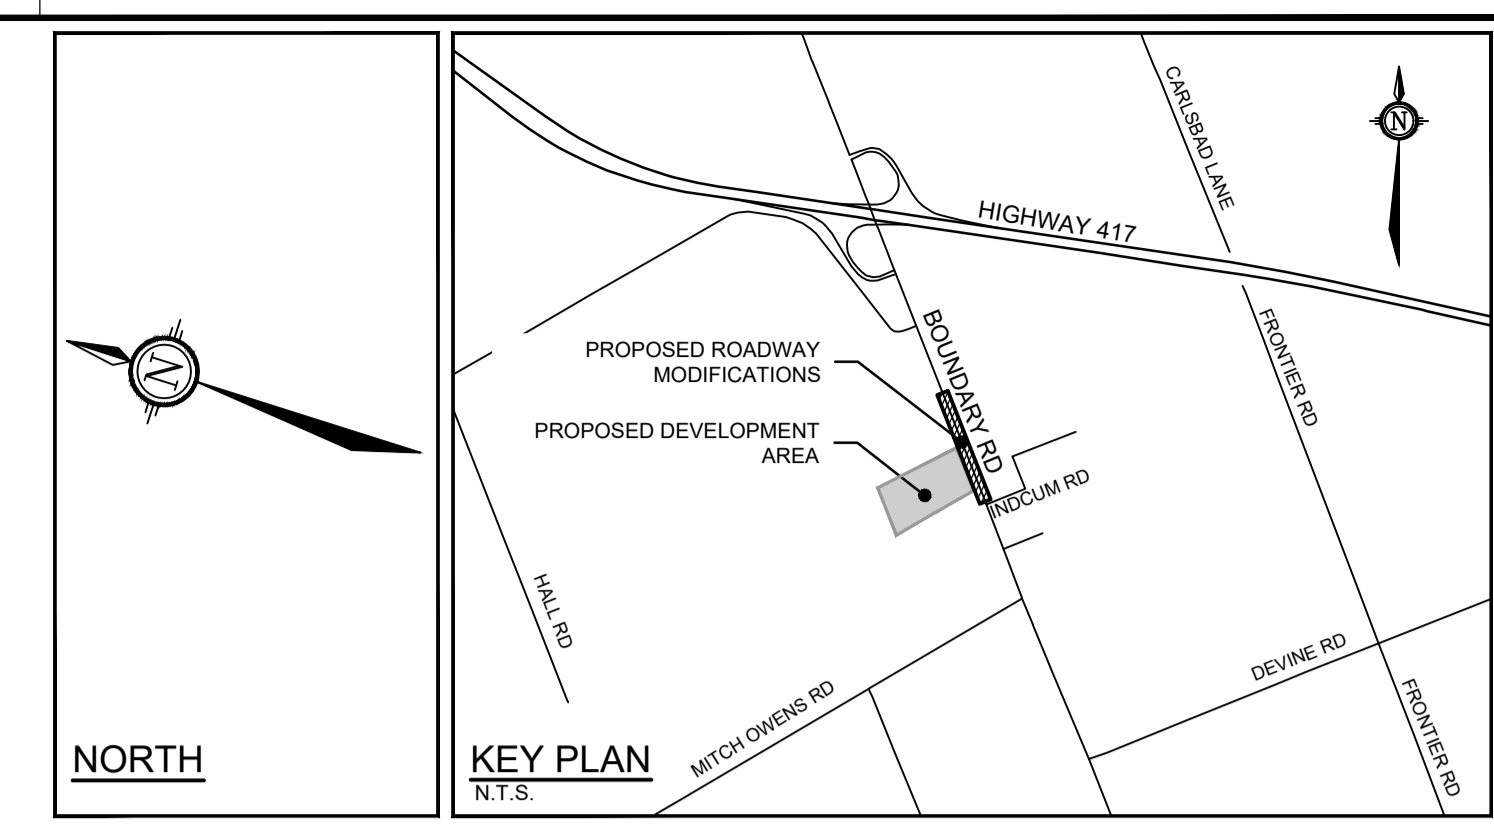 N
NORTH
CARLSBAD LANE
N
HIGHWAY 417
BOUNDARY RD
FRONTIER RD
PROPOSED ROADWAY
MODIFICATIONS
PROPOSED DEVELOPMENT
AREA
INDCUM RD
HALL RD
DEVINE RD
MITCH OWENS RD
FRONTIER RD
KEY PLAN
N.T.S.